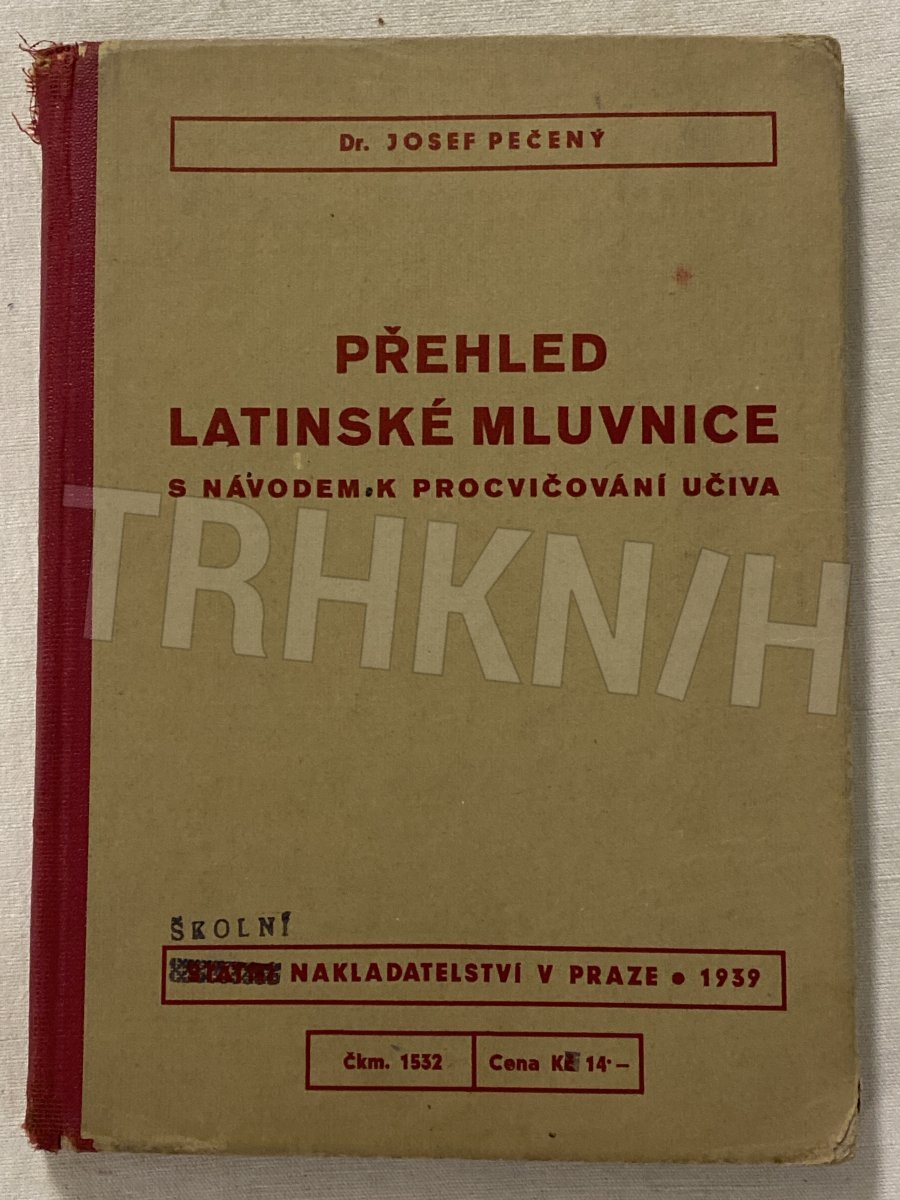 Dr. JOSEF PEČENÝ
PŘEHLED
LATINSKÉ MLUVNICE
S NÁVODEM K PROCVIČOVÁNÍ UČIVA
TRHKNIH
ŠKOLNÍ
NAKLADATELSTVÍ V PRAZE • 1939
Čkm. 1532
Cena K 14·—